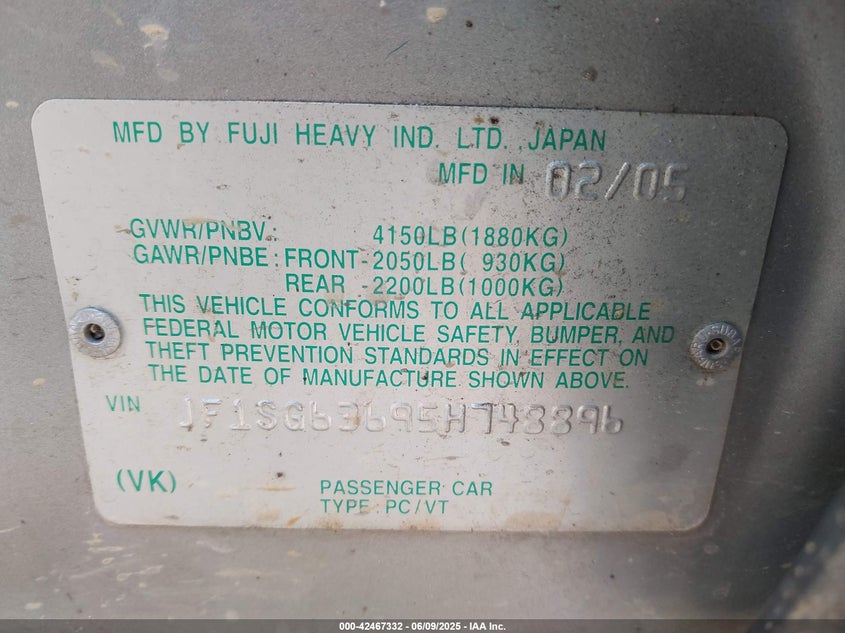 MFD BY FUJI HEAVY IND. LTD., JAPAN
MFD IN 02/05
GVWR/PNBV: 4150LB(1880KG)
GAWR/PNBE: FRONT-2050LB( 930KG)
REAR -2200LB(1000KG)
THIS VEHICLE CONFORMS TO ALL APPLICABLE
FEDERAL MOTOR VEHICLE SAFETY, BUMPER, AND
THEFT PREVENTION STANDARDS IN EFFECT ON
THE DATE OF MANUFACTURE SHOWN ABOVE.
VIN JF1SG63695H748896
(VK) PASSENGER CAR
TYPE: PC/VT
000-42467332 - 06/09/2025 - IAA Inc.